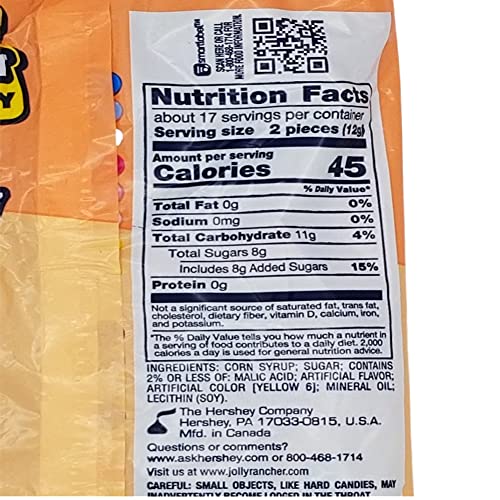 smartlabel™
SCAN HERE OR CALL
1-800-468-1714 FOR
MORE FOOD INFORMATION
Nutrition Facts
about 17 servings per container
Serving size 2 pieces (12g)
Amount per serving
Calories 45
% Daily Value*
Total Fat 0g 0%
Sodium 0mg 0%
Total Carbohydrate 11g 4%
Total Sugars 8g
Includes 8g Added Sugars 15%
Protein 0g
Not a significant source of saturated fat, trans fat,
cholesterol, dietary fiber, vitamin D, calcium, iron,
and potassium.
*The % Daily Value tells you how much a nutrient in
a serving of food contributes to a daily diet. 2,000
calories a day is used for general nutrition advice.
INGREDIENTS: CORN SYRUP; SUGAR; CONTAINS
2% OR LESS OF: MALIC ACID; ARTIFICIAL FLAVOR;
ARTIFICIAL COLOR [YELLOW 6]; MINERAL OIL;
LECITHIN (SOY).
The Hershey Company
Hershey, PA 17033-0815, U.S.A.
Mfd. in Canada
Questions or comments?
www.askhershey.com or 800-468-1714
Visit us at www.jollyrancher.com
CAREFUL: SMALL OBJECTS, LIKE HARD CANDIES, MAY
INADVERTENTLY BECOME LODGED IN THE THROAT.